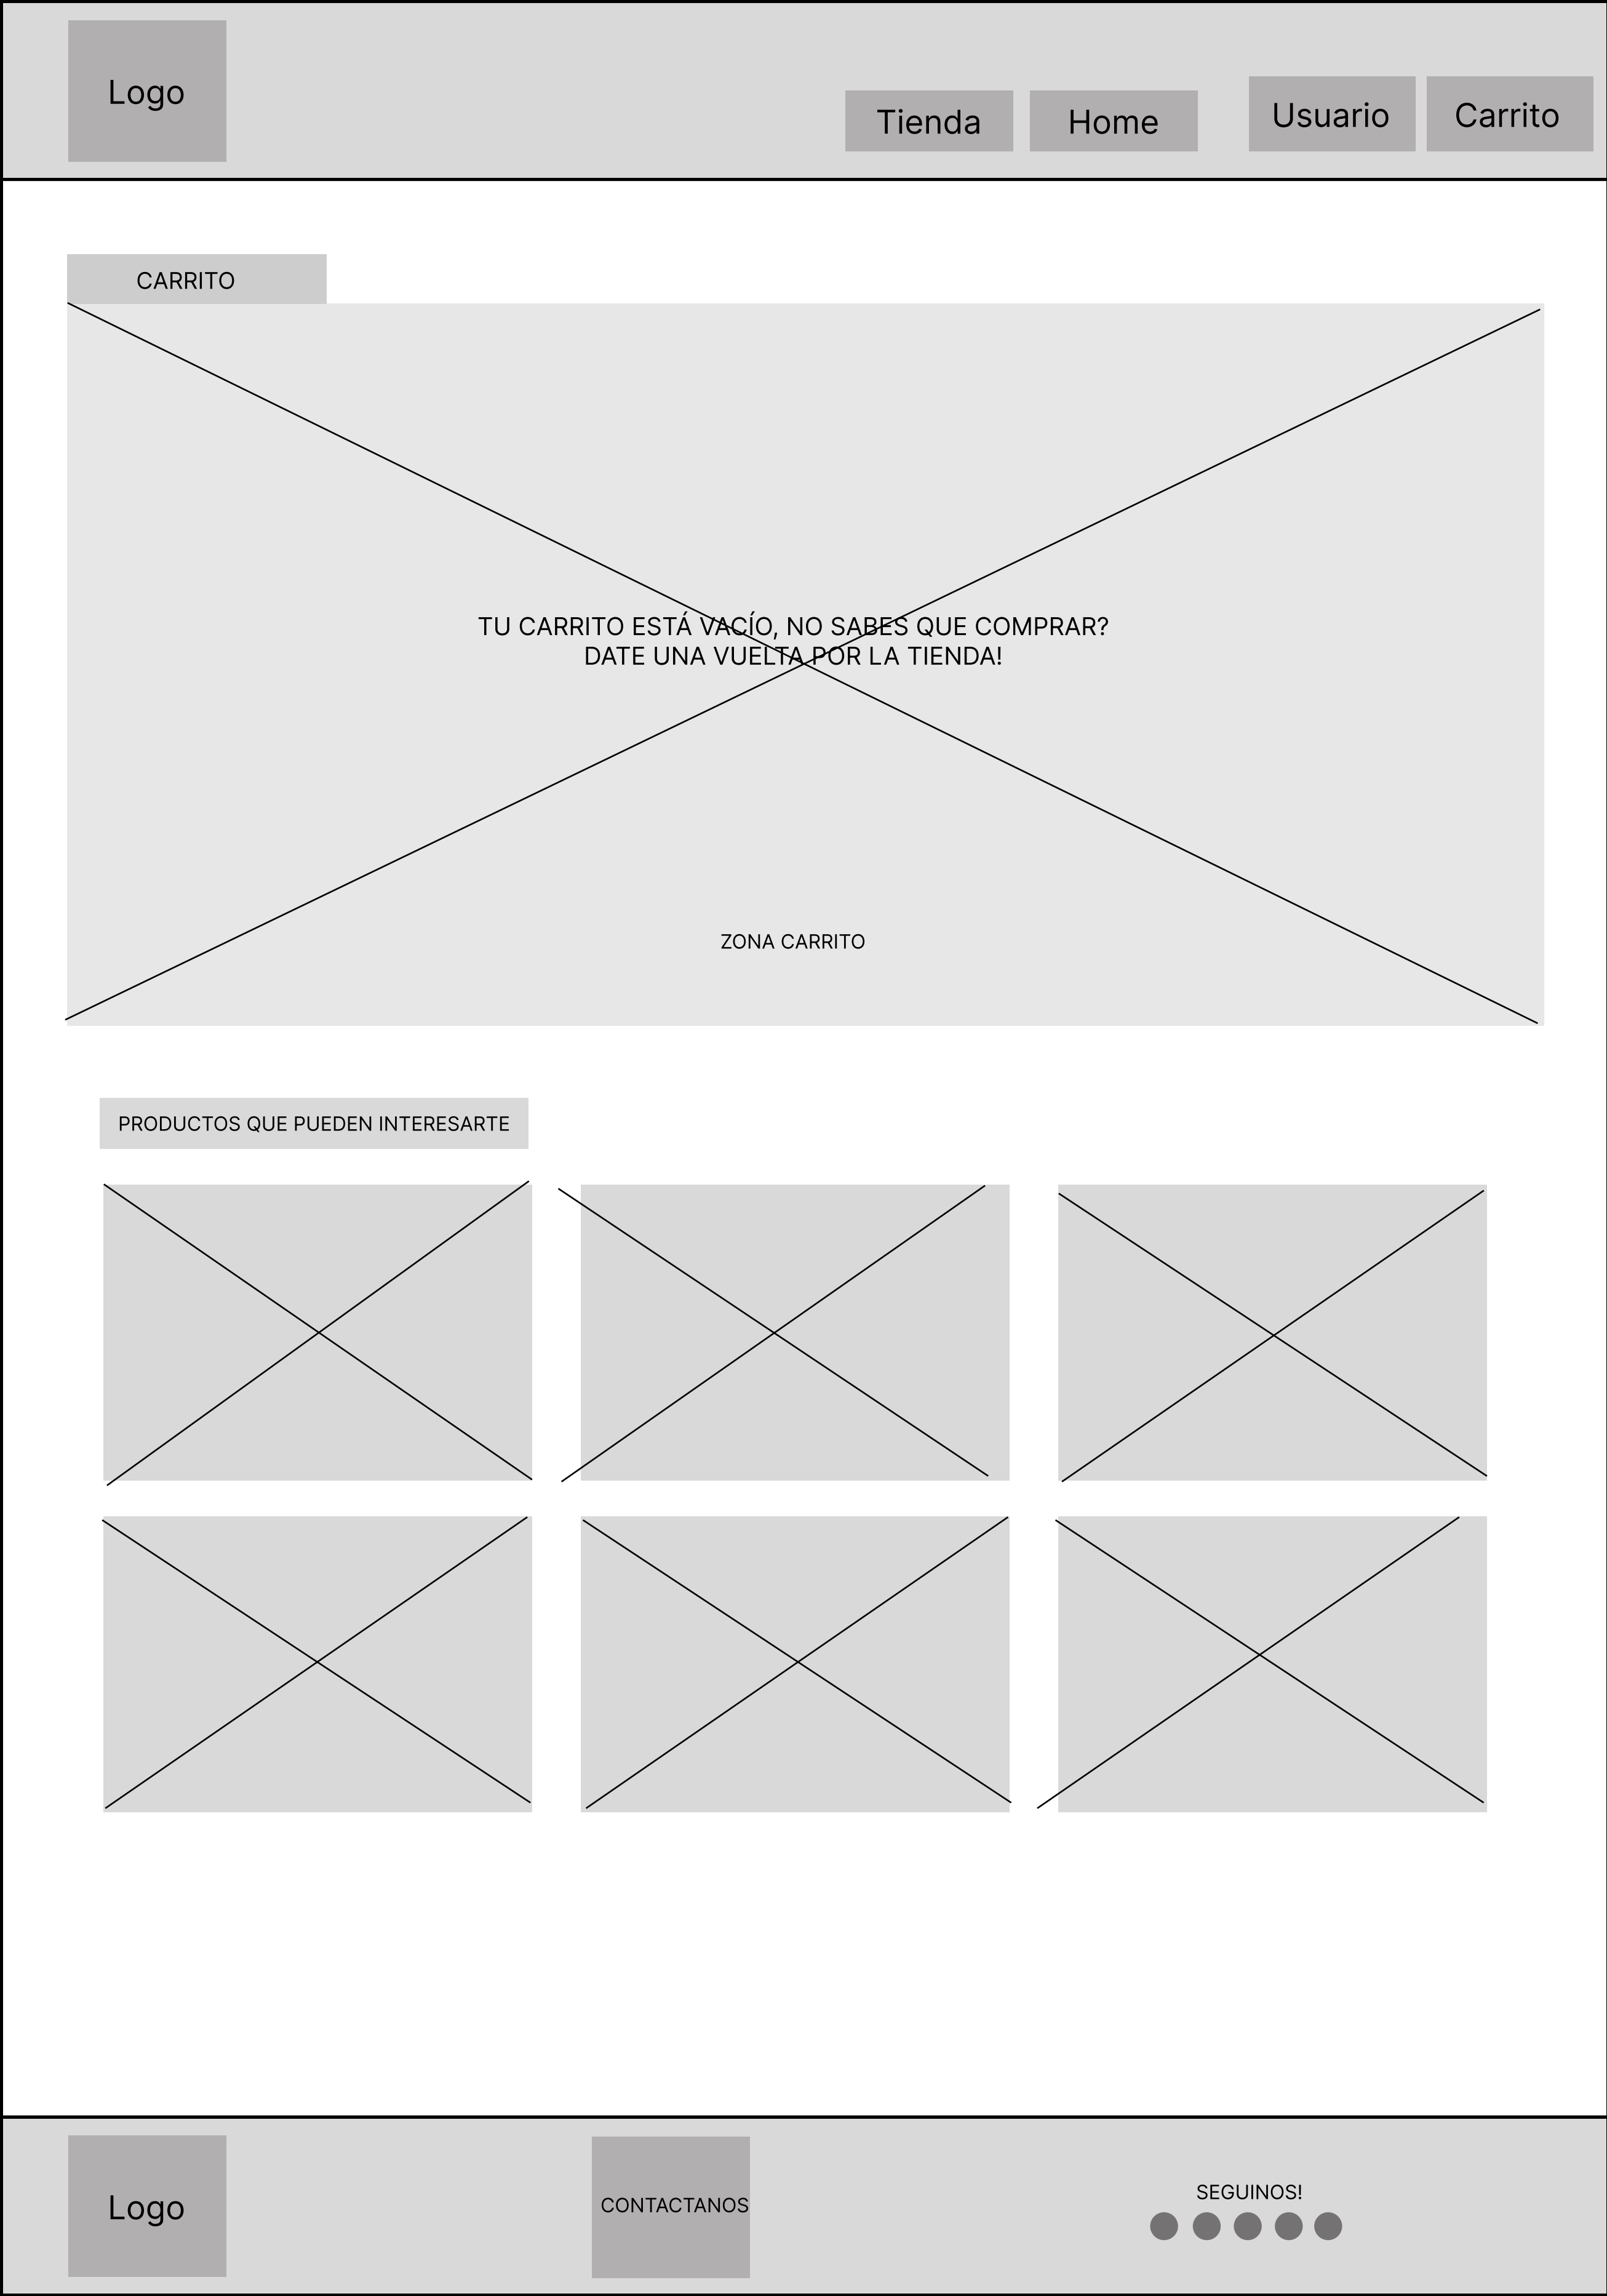 Logo
Tienda
Home
Usuario
Carrito
CARRITO
TU CARRITO ESTÁ VACÍO, NO SABES QUE COMPRAR?
DATE UNA VUELTA POR LA TIENDA!
ZONA CARRITO
PRODUCTOS QUE PUEDEN INTERESARTE
Logo
CONTACTANOS
SEGUINOS!